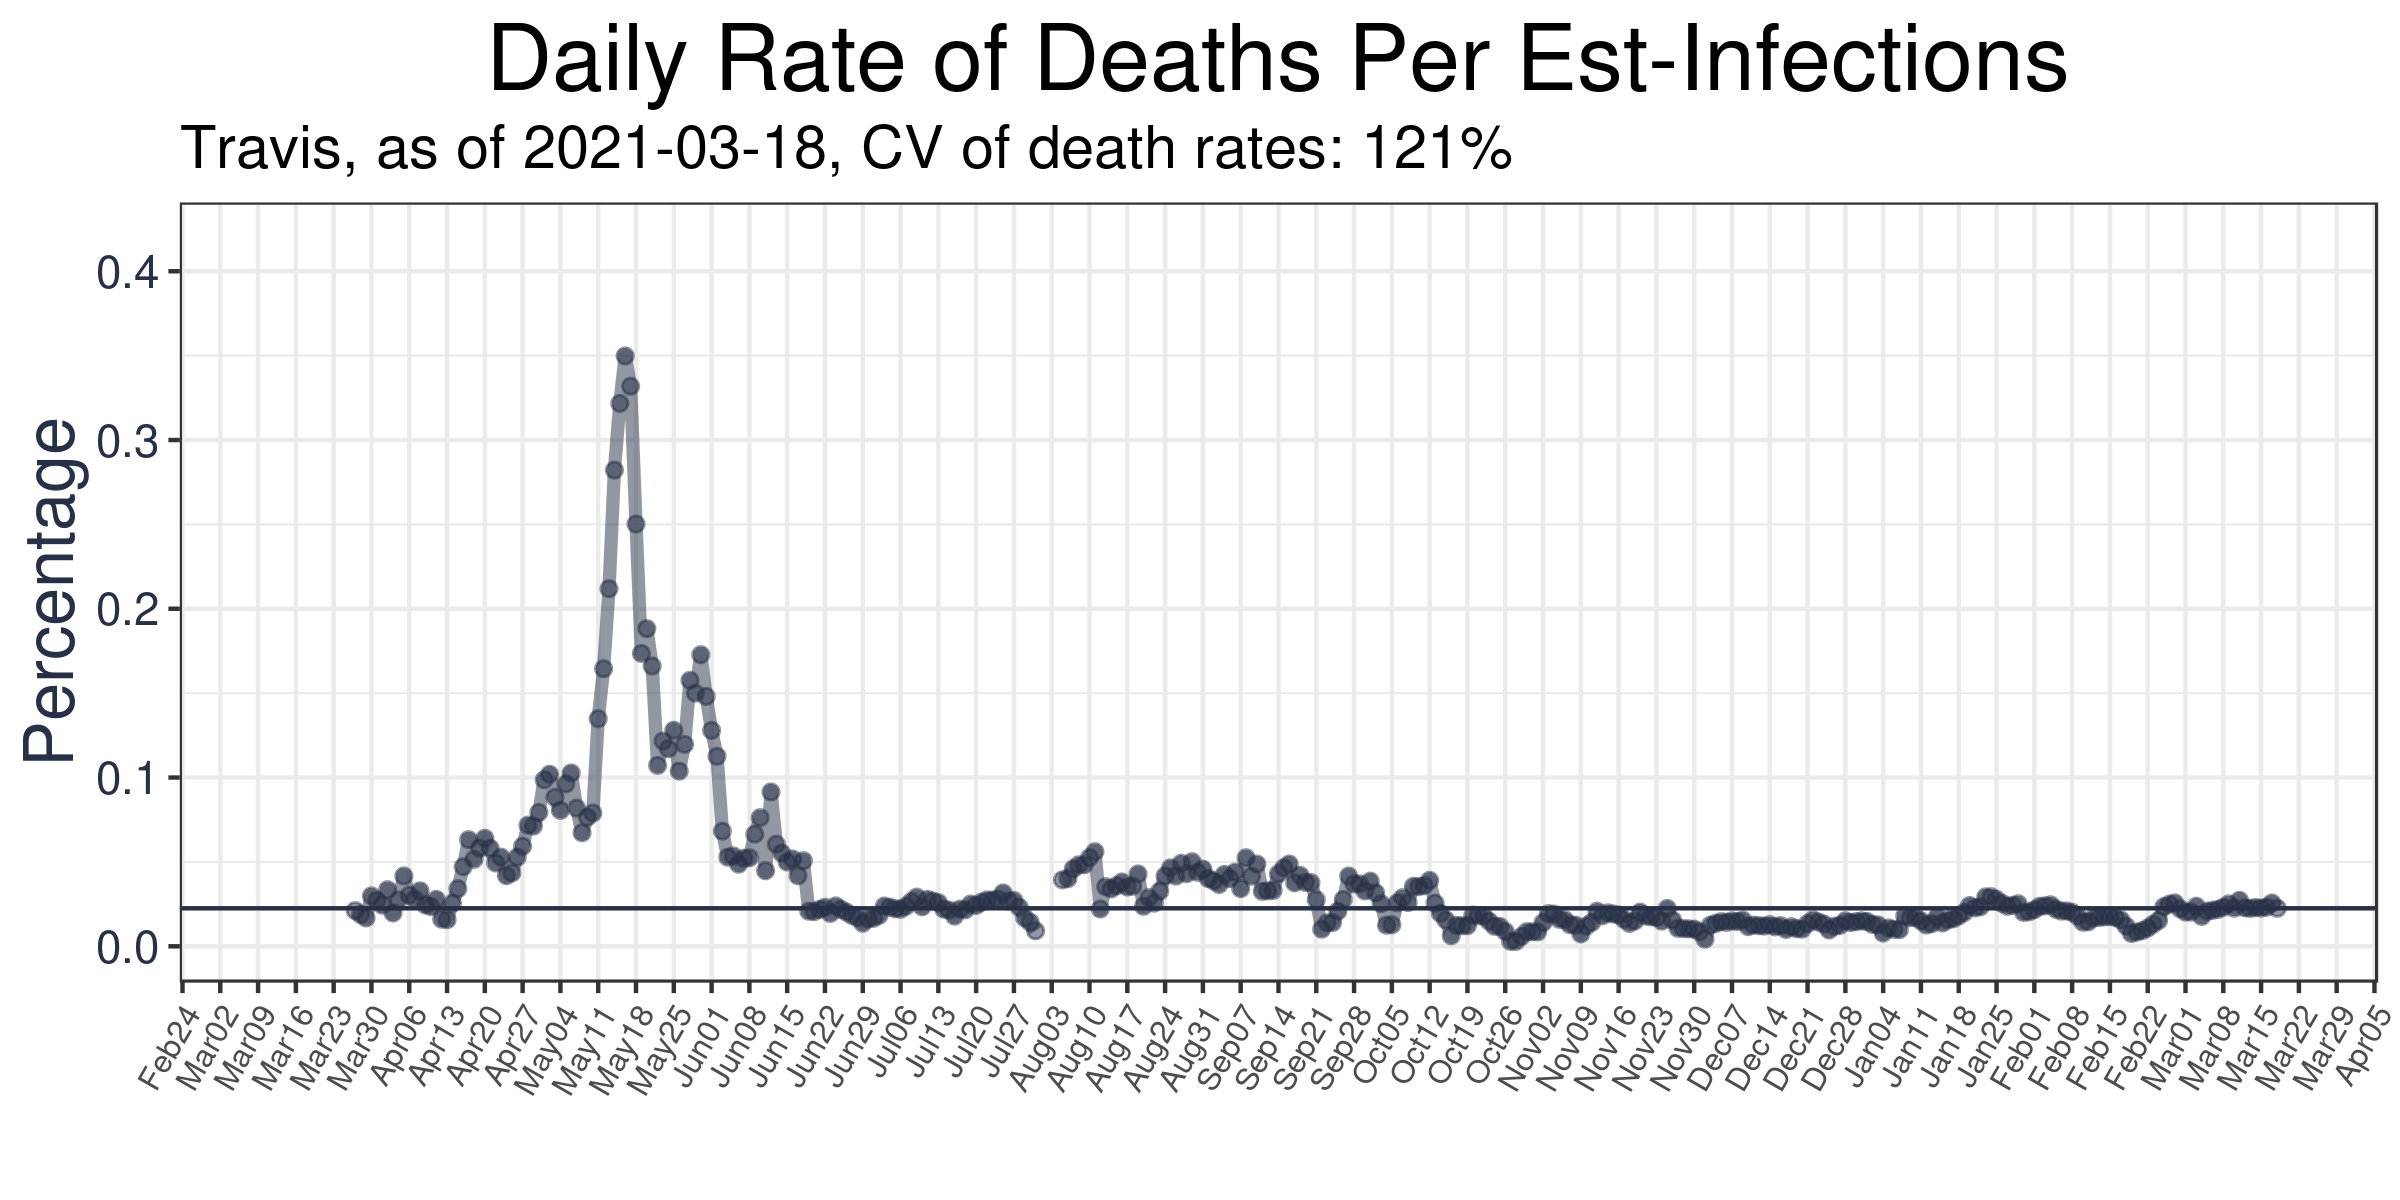 Daily Rate of Deaths Per Est-Infections
Travis, as of 2021-03-18, CV of death rates: 121%
Percentage
0.4
0.3
0.2
0.1
0.0
Feb24
Mar02
Mar09
Mar16
Mar23
Mar30
Apr06
Apr13
Apr20
Apr27
May04
May11
May18
May25
Jun01
Jun08
Jun15
Jun22
Jun29
Jul06
Jul13
Jul20
Jul27
Aug03
Aug10
Aug17
Aug24
Aug31
Sep07
Sep14
Sep21
Sep28
Oct05
Oct12
Oct19
Oct26
Nov02
Nov09
Nov16
Nov23
Nov30
Dec07
Dec14
Dec21
Dec28
Jan04
Jan11
Jan18
Jan25
Feb01
Feb08
Feb15
Feb22
Mar01
Mar08
Mar15
Mar22
Mar29
Apr05